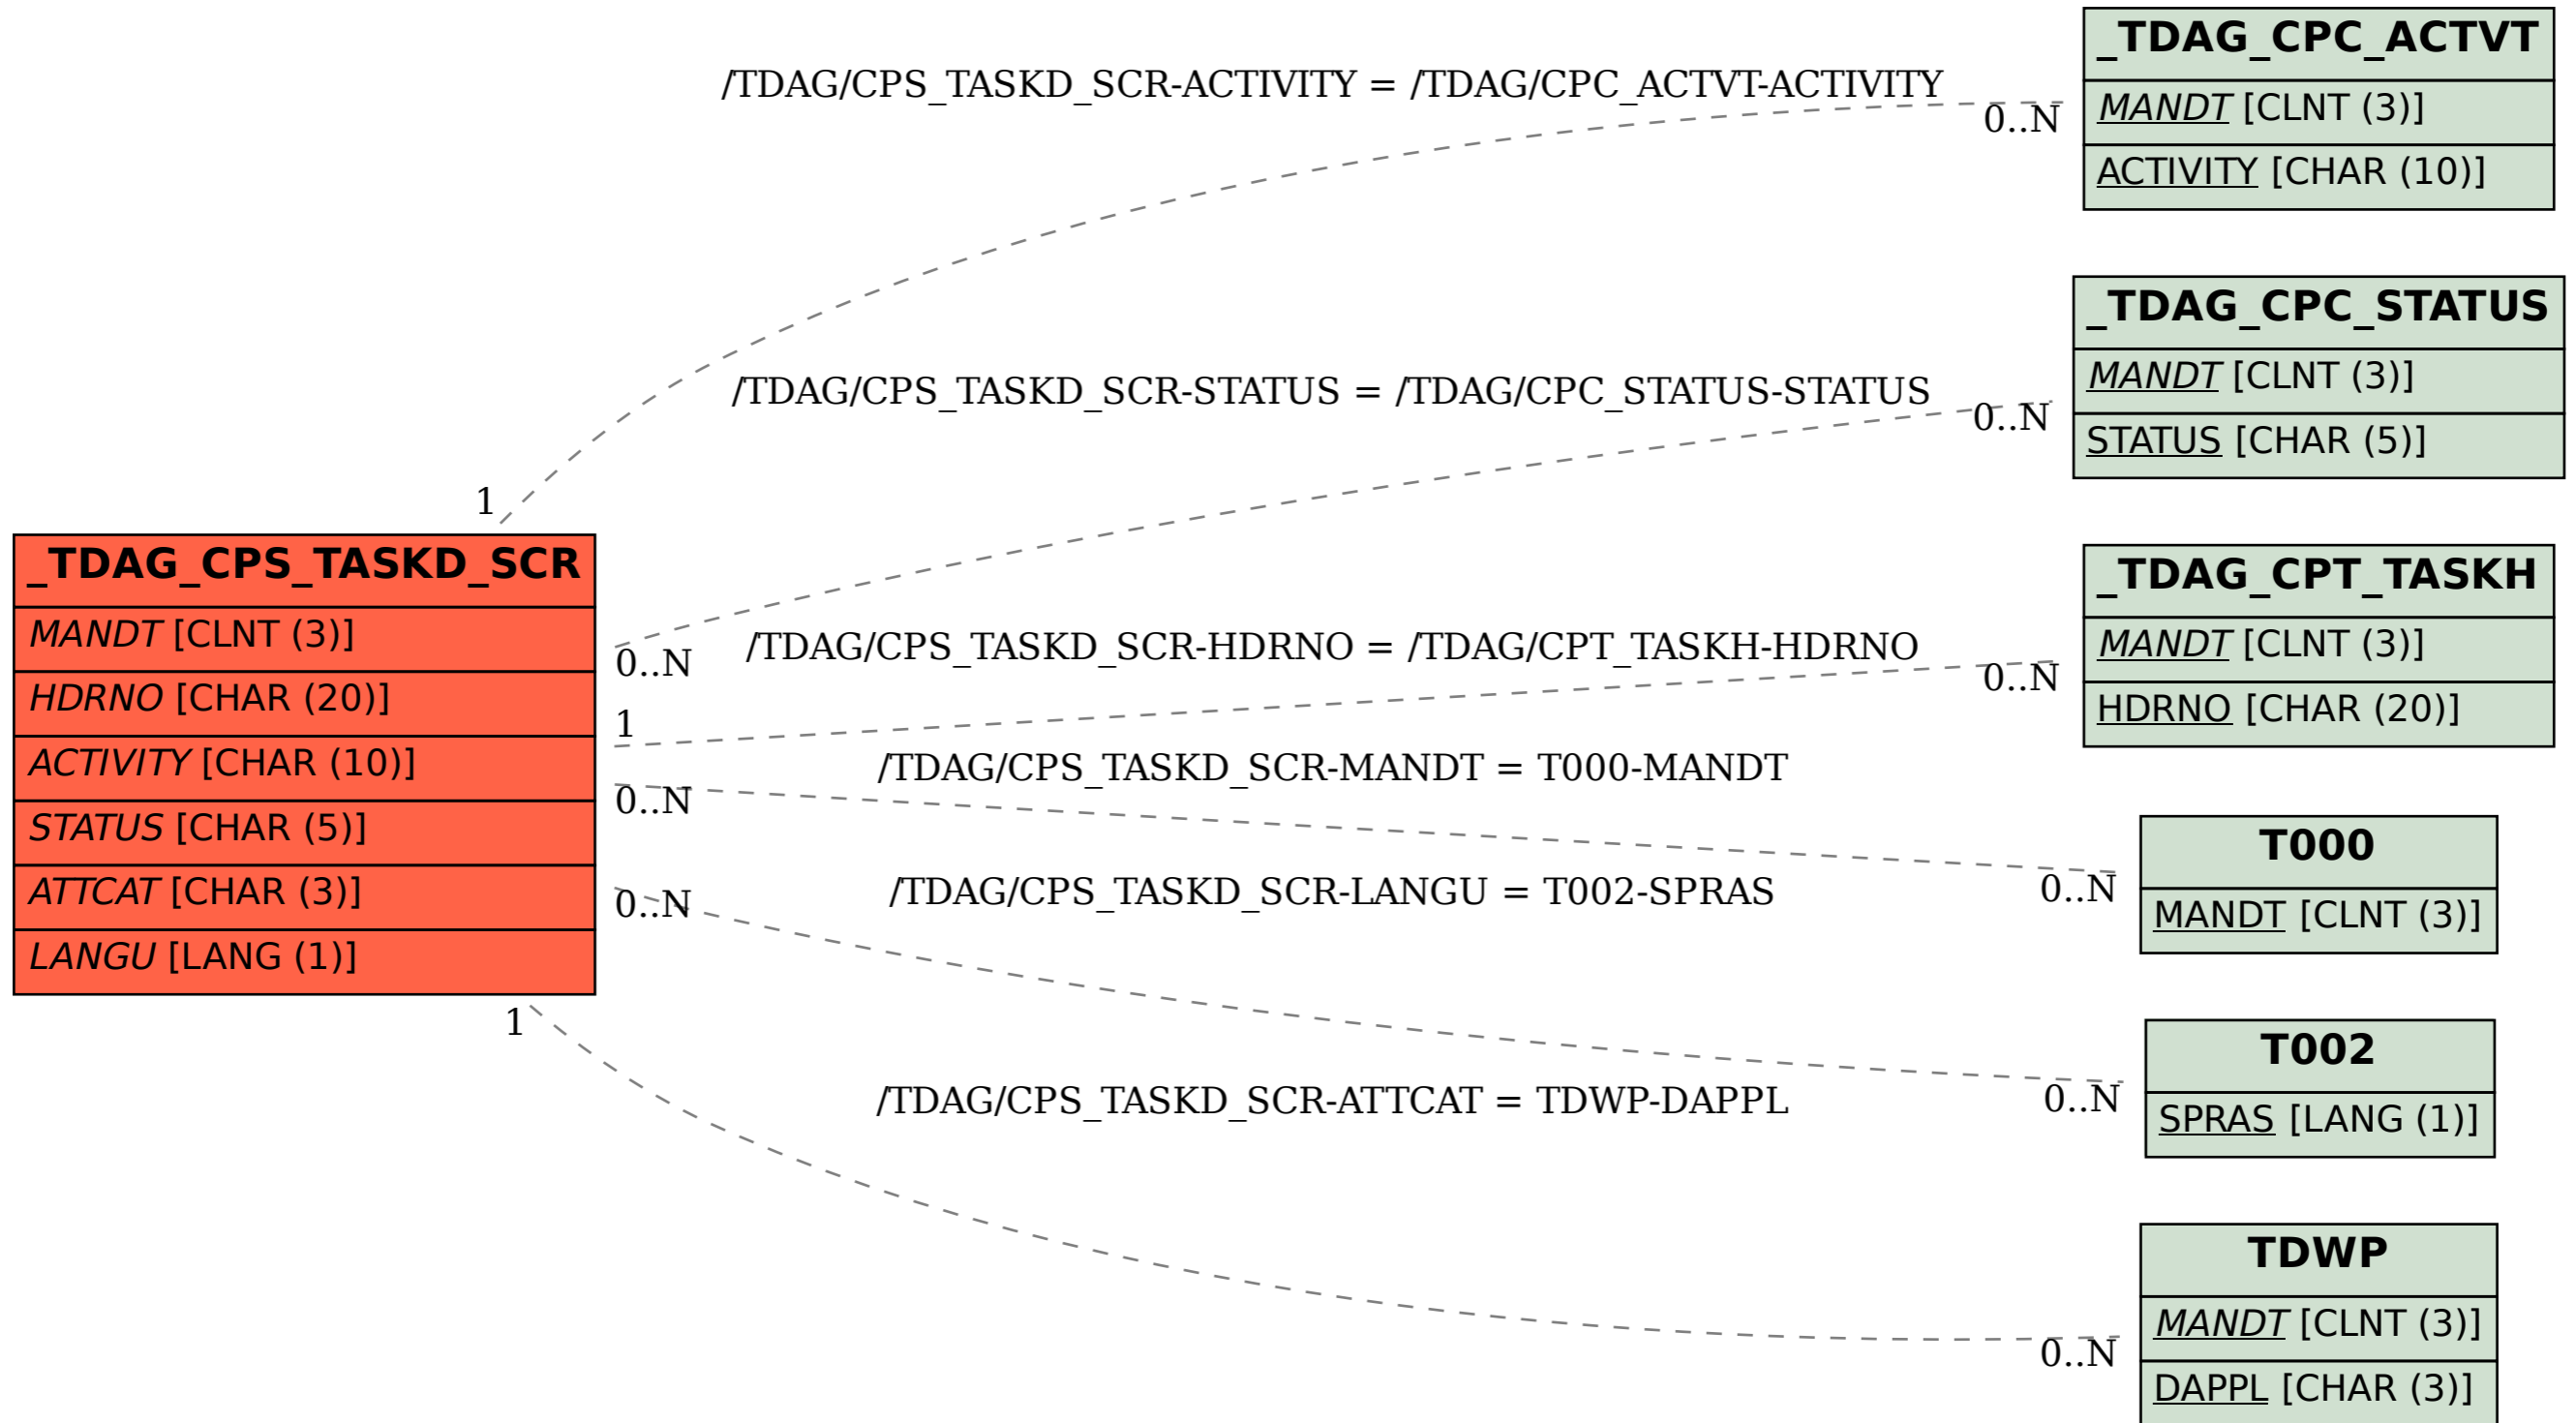 _TDAG_CPS_TASKD_SCR
MANDT [CLNT (3)]
HDRNO [CHAR (20)]
ACTIVITY [CHAR (10)]
STATUS [CHAR (5)]
ATTCAT [CHAR (3)]
LANGU [LANG (1)]
/TDAG/CPS_TASKD_SCR-ACTIVITY = /TDAG/CPC_ACTVT-ACTIVITY
0..N
1
/TDAG/CPS_TASKD_SCR-STATUS = /TDAG/CPC_STATUS-STATUS
0..N
0..N
/TDAG/CPS_TASKD_SCR-HDRNO = /TDAG/CPT_TASKH-HDRNO
0..N
1
/TDAG/CPS_TASKD_SCR-MANDT = T000-MANDT
0..N
0..N
/TDAG/CPS_TASKD_SCR-LANGU = T002-SPRAS
0..N
0..N
/TDAG/CPS_TASKD_SCR-ATTCAT = TDWP-DAPPL
1
0..N
_TDAG_CPC_ACTVT
MANDT [CLNT (3)]
ACTIVITY [CHAR (10)]
_TDAG_CPC_STATUS
MANDT [CLNT (3)]
STATUS [CHAR (5)]
_TDAG_CPT_TASKH
MANDT [CLNT (3)]
HDRNO [CHAR (20)]
T000
MANDT [CLNT (3)]
T002
SPRAS [LANG (1)]
TDWP
MANDT [CLNT (3)]
DAPPL [CHAR (3)]